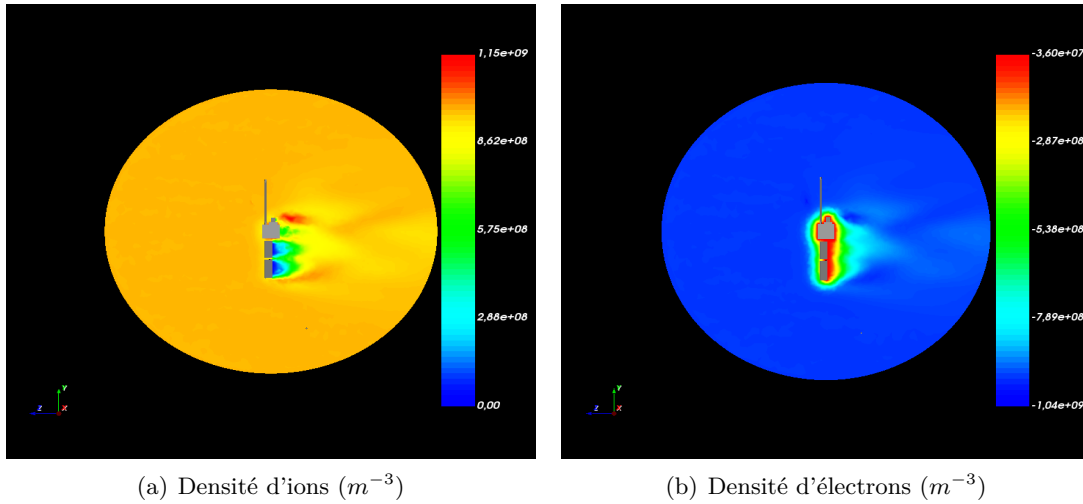 1,15e+09
8,62e+08
5,75e+08
2,88e+08
0,00
Y
Z
X
-3,60e+07
-2,87e+08
-5,38e+08
-7,89e+08
-1,04e+09
Y
Z
X
(a) Densité d'ions (m⁻³)
(b) Densité d'électrons (m⁻³)